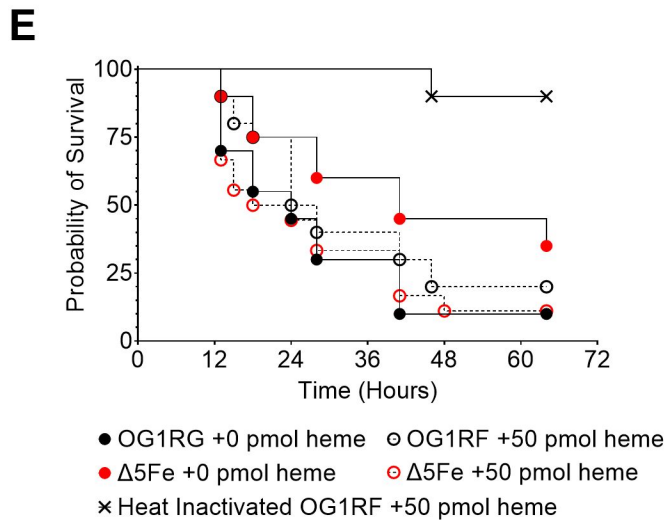 E
Probability of Survival
100
75
50
25
0
0 12 24 36 48 60 72
Time (Hours)
OG1RG +0 pmol heme OG1RF +50 pmol heme
Δ5Fe +0 pmol heme Δ5Fe +50 pmol heme
Heat Inactivated OG1RF +50 pmol heme